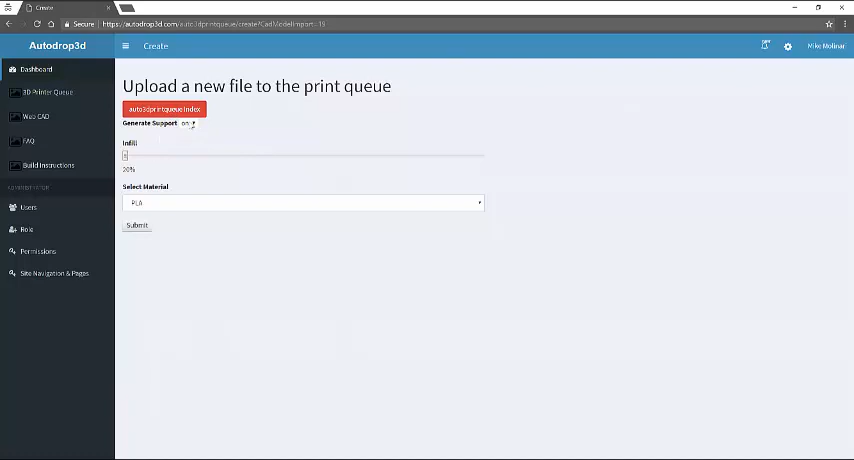 Create
Secure
https://autodrop3d.com/auto3dprintqueue/create?CadModelImport=19
Autodrop3d
Create
Mike Molinar
Dashboard
3D Printer Queue
Web CAD
FAQ
Build Instructions
ADMINISTRATOR
Users
Role
Permissions
Site Navigation & Pages
Upload a new file to the print queue
auto3dprintqueue Index
Generate Support on
Infill
20%
Select Material
PLA
Submit